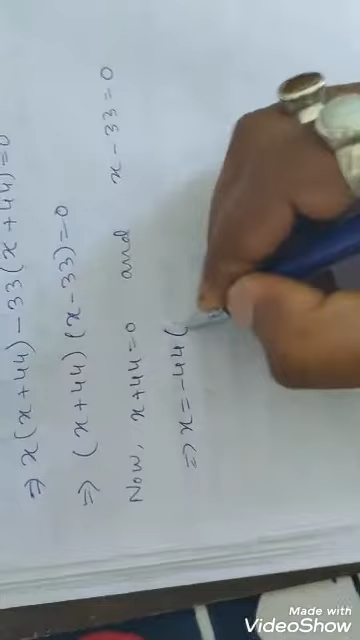 ⇒ x(x+44)-33(x+44)=0
⇒ (x+44)(x-33)=0
Now, x+44=0 and x-33=0
⇒ x=-44(
Made with
VideoShow